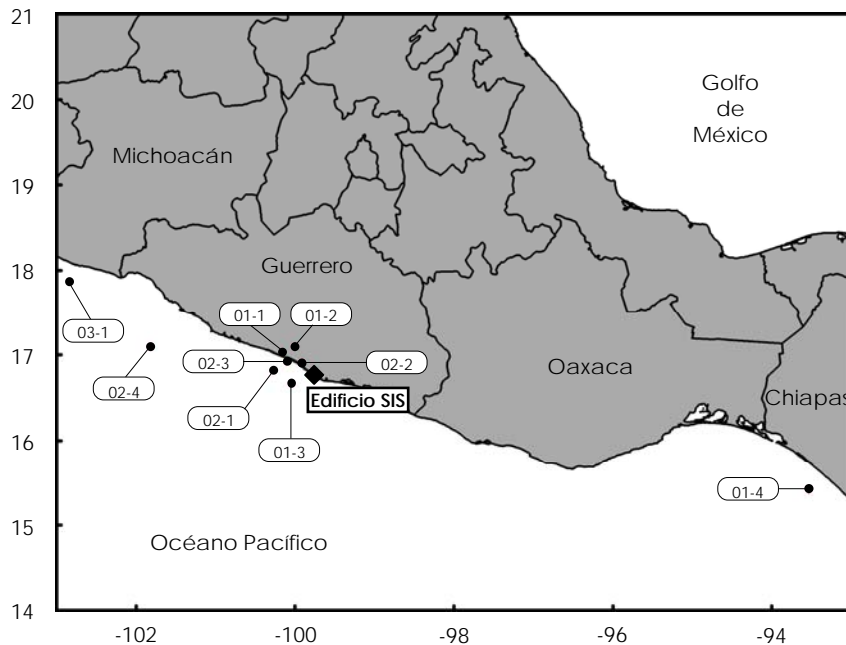 21
20
19
18
17
16
15
14
-102
-100
-98
-96
-94
Golfo
de
México
Michoacán
Guerrero
01-1
01-2
03-1
02-3
02-2
02-4
Oaxaca
Chiapas
Edificio SIS
02-1
01-3
01-4
Océano Pacífico